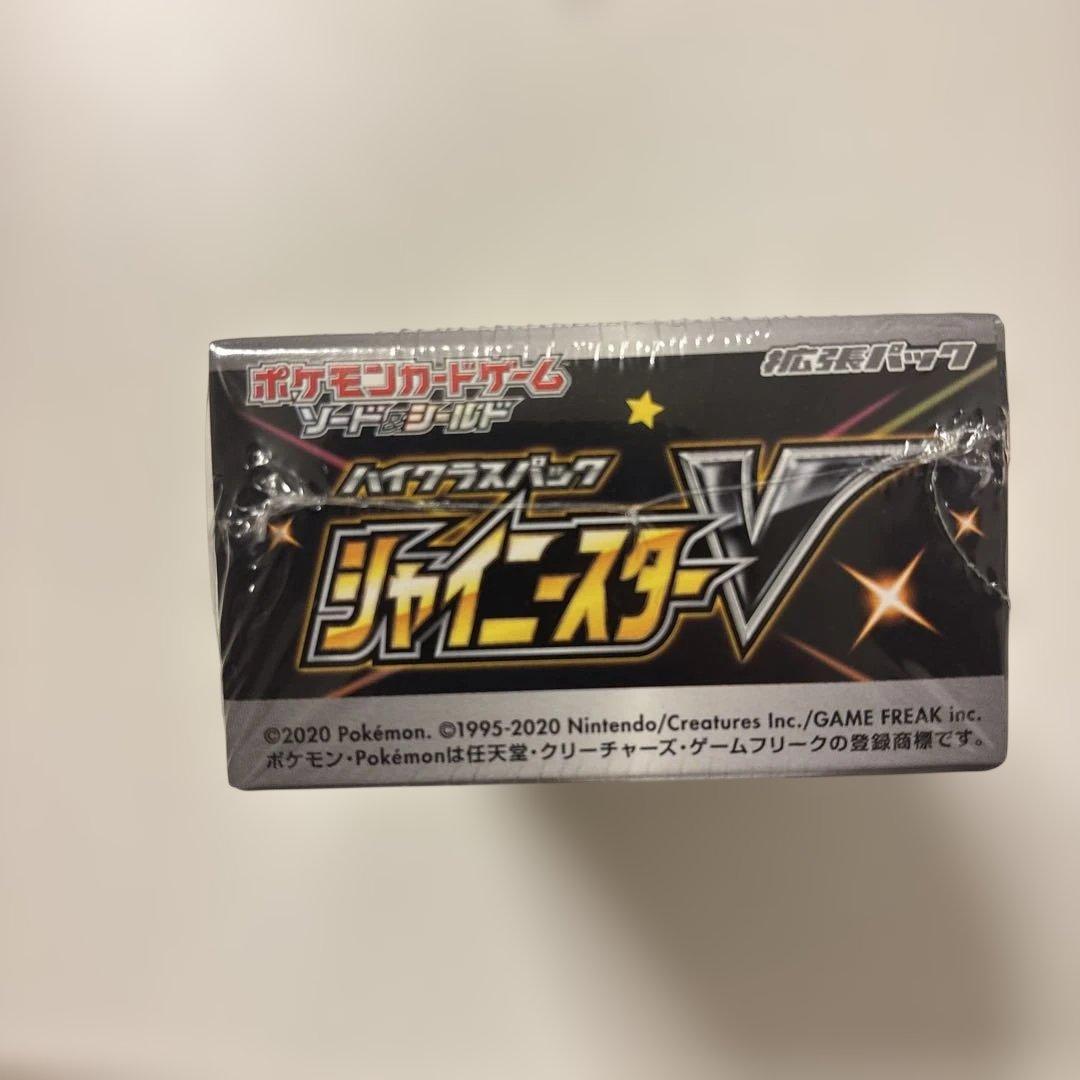 ポケモンカードゲーム
ソード&シールド
拡張パック
ハイクラスパック
シャイニースターV
©2020 Pokémon. ©1995-2020 Nintendo/Creatures Inc./GAME FREAK inc.
ポケモン・Pokémonは任天堂・クリーチャーズ・ゲームフリークの登録商標です。